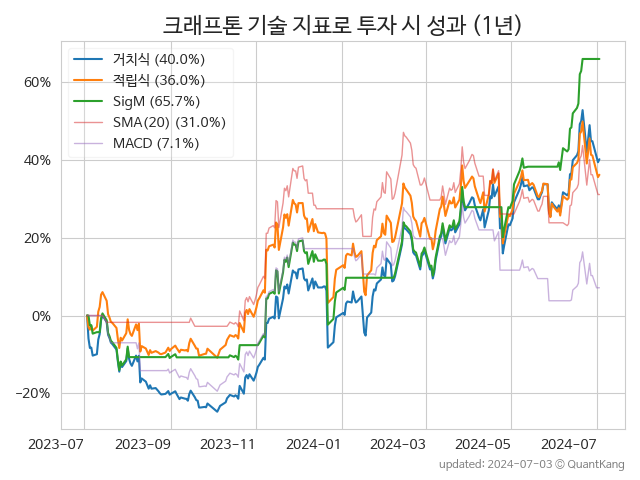 크래프톤 기술 지표로 투자 시 성과 (1년)
거치식 (40.0%)
적립식 (36.0%)
SigM (65.7%)
SMA(20) (31.0%)
MACD (7.1%)
60%
40%
20%
0%
−20%
2023-07 2023-09 2023-11 2024-01 2024-03 2024-05 2024-07
updated: 2024-07-03 © QuantKang